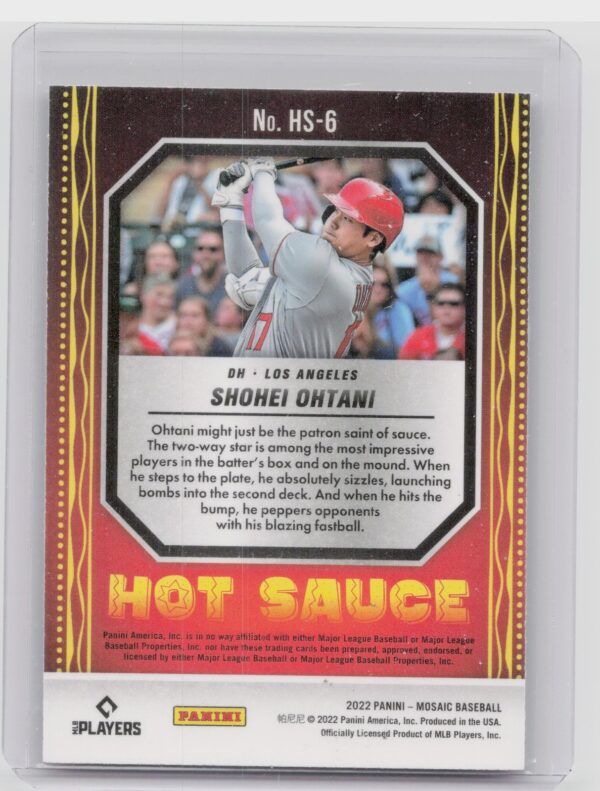 No. HS-6
17
DH · LOS ANGELES
SHOHEI OHTANI
Ohtani might just be the patron saint of sauce.
The two-way star is among the most impressive
players in the batter's box and on the mound. When
he steps to the plate, he absolutely sizzles, launching
bombs into the second deck. And when he hits the
bump, he peppers opponents
with his blazing fastball.
HOT SAUCE
Panini America, Inc. is in no way affiliated with either Major League Baseball or Major League
Baseball Properties, Inc. nor have these trading cards been prepared, approved, endorsed, or
licensed by either Major League Baseball or Major League Baseball Properties, Inc.
MLB PLAYERS
PANINI
2022 PANINI – MOSAIC BASEBALL
帕尼尼 © 2022 Panini America, Inc. Produced in the USA.
Officially Licensed Product of MLB Players, Inc.